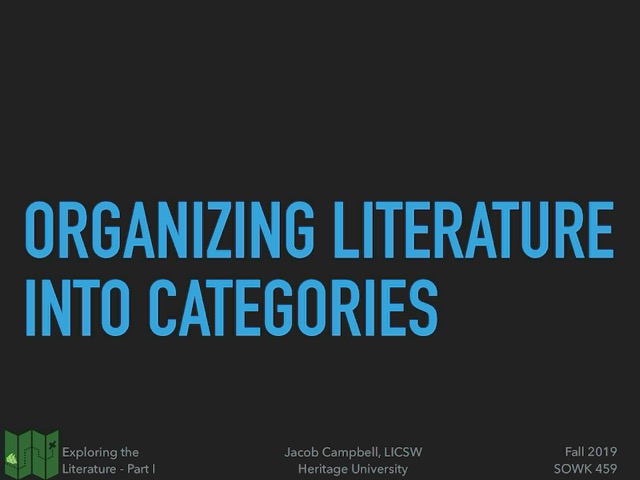 ORGANIZING LITERATURE
INTO CATEGORIES
Exploring the
Literature - Part I
Jacob Campbell, LICSW
Heritage University
Fall 2019
SOWK 459